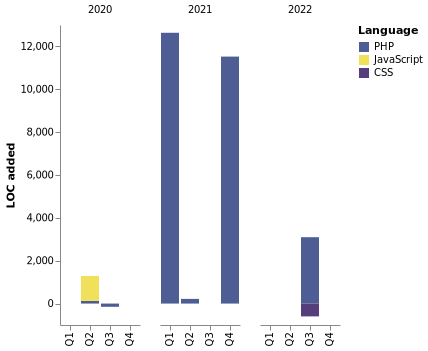 2020 2021 2022
Language
PHP
JavaScript
CSS
LOC added
12,000
10,000
8,000
6,000
4,000
2,000
0
Q1 Q2 Q3 Q4 Q1 Q2 Q3 Q4 Q1 Q2 Q3 Q4